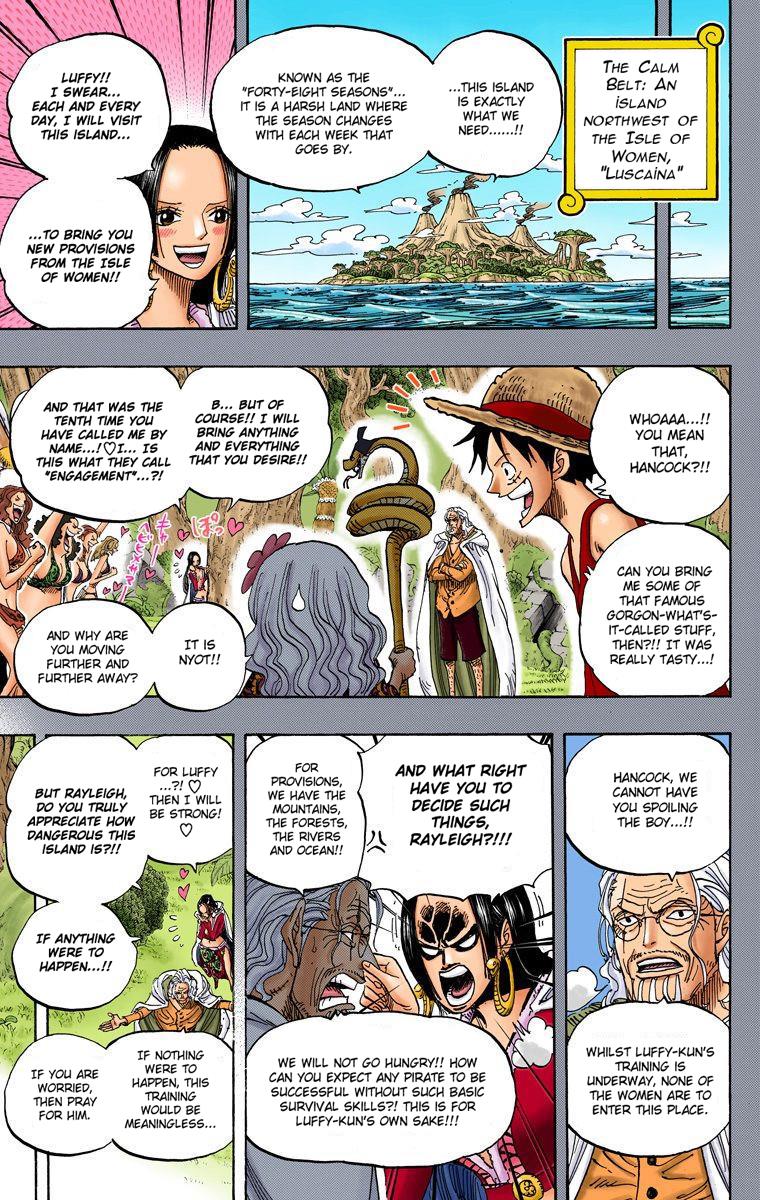 THE CALM
BELT: AN
ISLAND
NORTHWEST OF
THE ISLE OF
WOMEN,
"LUSCAINA"
...THIS ISLAND
IS EXACTLY
WHAT WE
NEED......!!
KNOWN AS THE
"FORTY-EIGHT SEASONS"...
IT IS A HARSH LAND WHERE
THE SEASON CHANGES
WITH EACH WEEK THAT
GOES BY.
LUFFY!!
I SWEAR...
EACH AND EVERY
DAY, I WILL VISIT
THIS ISLAND...
...TO BRING YOU
NEW PROVISIONS
FROM THE ISLE
OF WOMEN!!
WHOAAA...!!
YOU MEAN
THAT,
HANCOCK?!!
CAN YOU BRING
ME SOME OF
THAT FAMOUS
GORGON-WHAT'S-
IT-CALLED STUFF,
THEN?!! IT WAS
REALLY TASTY...!
B... BUT OF
COURSE!! I WILL
BRING ANYTHING
AND EVERYTHING
THAT YOU DESIRE!!
AND THAT WAS THE
TENTH TIME YOU
HAVE CALLED ME BY
NAME...!♡I... IS
THIS WHAT THEY CALL
"ENGAGEMENT"...?!
ぽっ
IT IS
NYOT!!
AND WHY ARE
YOU MOVING
FURTHER AND
FURTHER AWAY?
HANCOCK, WE
CANNOT HAVE
YOU SPOILING
THE BOY...!!
WHILST LUFFY-KUN'S
TRAINING IS
UNDERWAY, NONE OF
THE WOMEN ARE TO
ENTER THIS PLACE.
AND WHAT RIGHT
HAVE YOU TO
DECIDE SUCH
THINGS,
RAYLEIGH?!!!
FOR
PROVISIONS,
WE HAVE THE
MOUNTAINS,
THE FORESTS,
THE RIVERS
AND OCEAN!!
WE WILL NOT GO HUNGRY!! HOW
CAN YOU EXPECT ANY PIRATE TO BE
SUCCESSFUL WITHOUT SUCH BASIC
SURVIVAL SKILLS?! THIS IS FOR
LUFFY-KUN'S OWN SAKE!!!
FOR LUFFY
...?! ♡
THEN I WILL
BE STRONG!
♡
BUT RAYLEIGH,
DO YOU TRULY
APPRECIATE HOW
DANGEROUS THIS
ISLAND IS?!!
IF ANYTHING
WERE TO
HAPPEN...!!
IF NOTHING
WERE TO
HAPPEN, THIS
TRAINING
WOULD BE
MEANINGLESS...
IF YOU ARE
WORRIED,
THEN PRAY
FOR HIM.